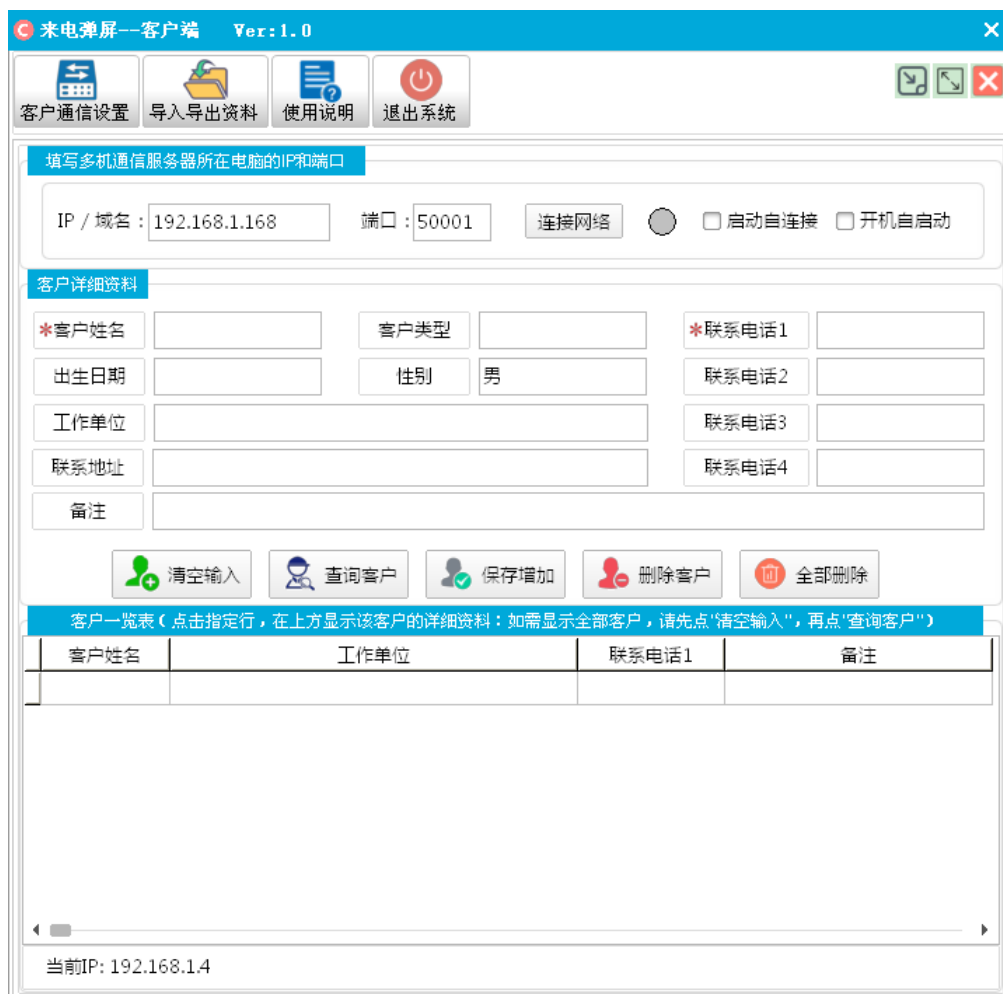 来电弹屏--客户端 Ver:1.0
客户通信设置 导入导出资料 使用说明 退出系统
填写多机通信服务器所在电脑的IP和端口
IP / 域名：192.168.1.168 端口：50001 连接网络 启动自连接 开机自启动
客户详细资料
*客户姓名 客户类型 *联系电话1
出生日期 性别 男 联系电话2
工作单位 联系电话3
联系地址 联系电话4
备注
清空输入 查询客户 保存增加 删除客户 全部删除
客户一览表(点击指定行，在上方显示该客户的详细资料：如需显示全部客户，请先点'清空输入"，再点'查询客户")
客户姓名 工作单位 联系电话1 备注
当前IP: 192.168.1.4